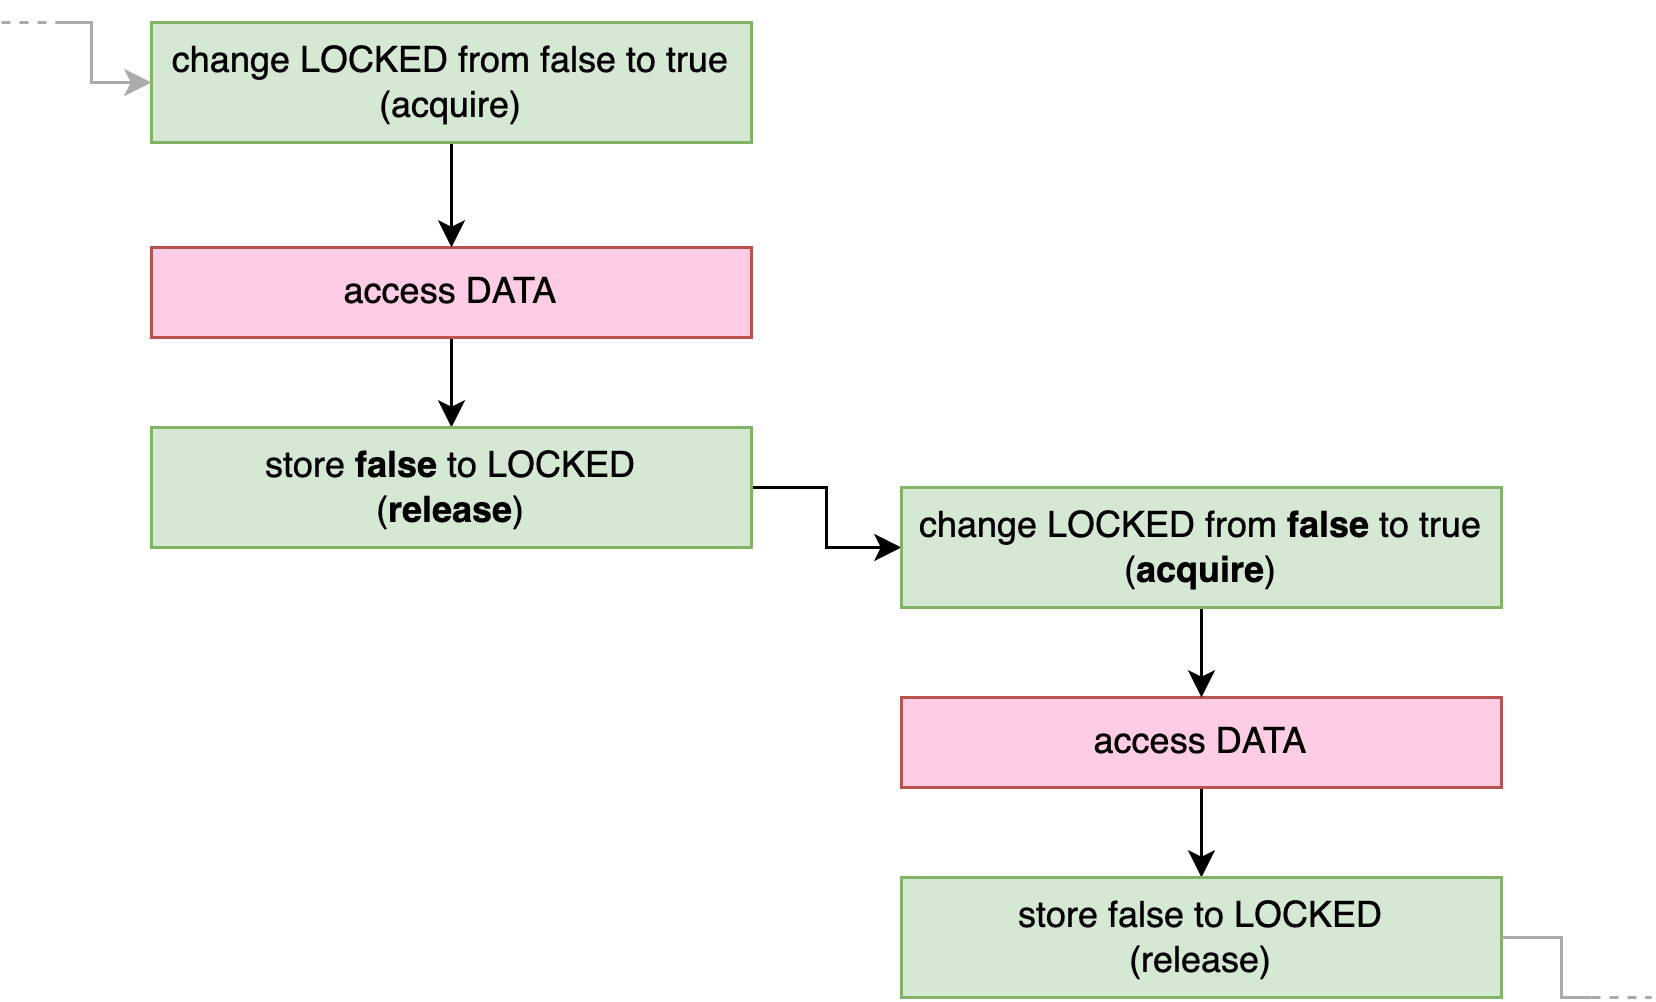 change LOCKED from false to true
(acquire)
access DATA
store false to LOCKED
(release)
change LOCKED from false to true
(acquire)
access DATA
store false to LOCKED
(release)